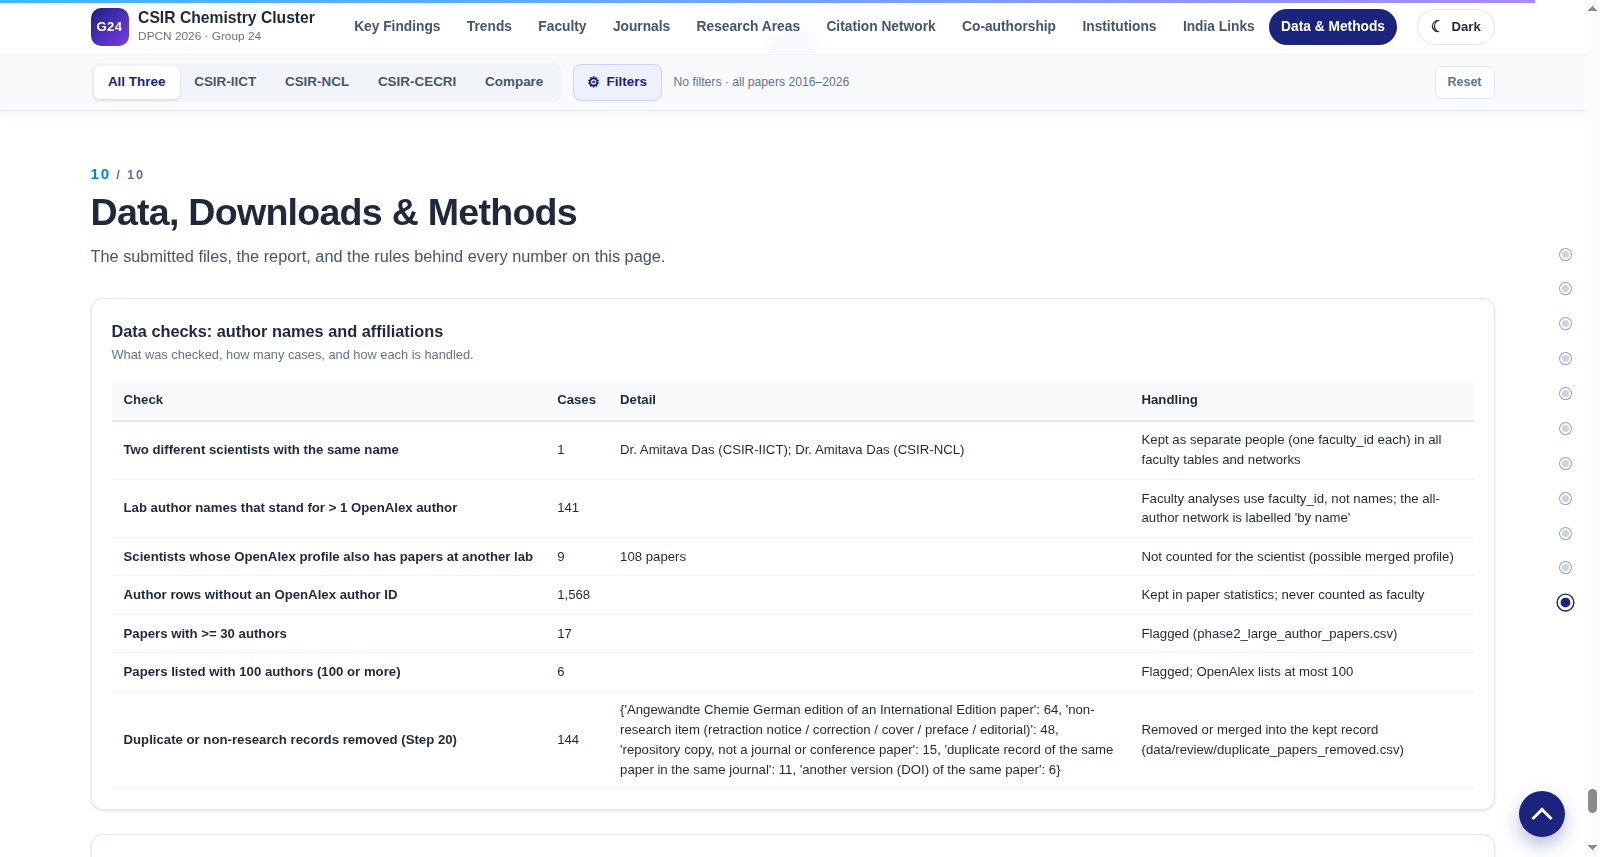 G24
CSIR Chemistry Cluster
DPCN 2026 · Group 24
Key Findings
Trends
Faculty
Journals
Research Areas
Citation Network
Co-authorship
Institutions
India Links
Data & Methods
Dark
All Three
CSIR-IICT
CSIR-NCL
CSIR-CECRI
Compare
Filters
No filters · all papers 2016–2026
Reset
10 / 10
Data, Downloads & Methods
The submitted files, the report, and the rules behind every number on this page.
Data checks: author names and affiliations
What was checked, how many cases, and how each is handled.
Check
Cases
Detail
Handling
Two different scientists with the same name
1
Dr. Amitava Das (CSIR-IICT); Dr. Amitava Das (CSIR-NCL)
Kept as separate people (one faculty_id each) in all
faculty tables and networks
Lab author names that stand for > 1 OpenAlex author
141
Faculty analyses use faculty_id, not names; the all-
author network is labelled 'by name'
Scientists whose OpenAlex profile also has papers at another lab
9
108 papers
Not counted for the scientist (possible merged profile)
Author rows without an OpenAlex author ID
1,568
Kept in paper statistics; never counted as faculty
Papers with >= 30 authors
17
Flagged (phase2_large_author_papers.csv)
Papers listed with 100 authors (100 or more)
6
Flagged; OpenAlex lists at most 100
Duplicate or non-research records removed (Step 20)
144
{'Angewandte Chemie German edition of an International Edition paper': 64, 'non-
research item (retraction notice / correction / cover / preface / editorial)': 48,
'repository copy, not a journal or conference paper': 15, 'duplicate record of the same
paper in the same journal': 11, 'another version (DOI) of the same paper': 6}
Removed or merged into the kept record
(data/review/duplicate_papers_removed.csv)